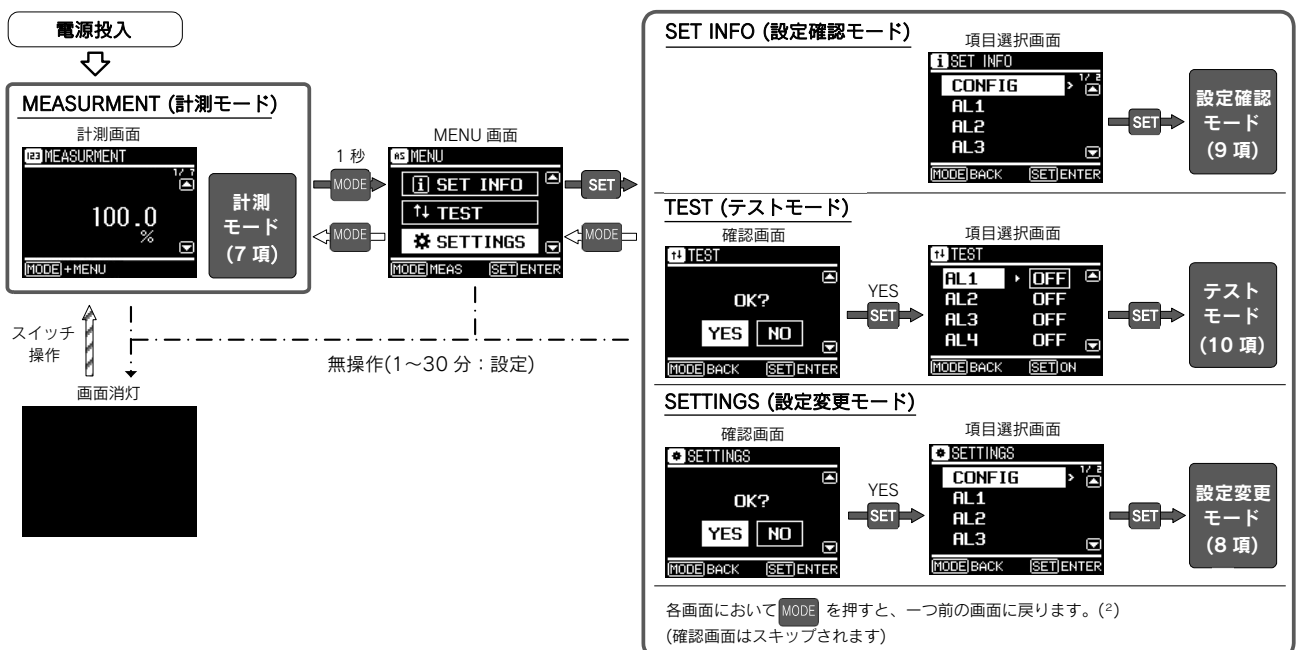 電源投入
MEASURMENT (計測モード)
計測画面
123 MEASURMENT
1/ 7
100.0
%
MODE +MENU
計測
モード
(7 項)
1 秒
MODE
MODE
MENU 画面
AS MENU
i SET INFO
↑↓ TEST
SETTINGS
MODE MEAS SET ENTER
SET
MODE
スイッチ
操作
無操作(1～30 分：設定)
画面消灯
SET INFO (設定確認モード)
項目選択画面
i SET INFO
CONFIG > 1/ 2
AL1
AL2
AL3
MODE BACK SET ENTER
SET
設定確認
モード
(9 項)
TEST (テストモード)
確認画面
↑↓ TEST
OK?
YES NO
MODE BACK SET ENTER
YES
SET
項目選択画面
↑↓ TEST
AL1 OFF
AL2 OFF
AL3 OFF
AL4 OFF
MODE BACK SET ON
SET
テスト
モード
(10 項)
SETTINGS (設定変更モード)
確認画面
SETTINGS
OK?
YES NO
MODE BACK SET ENTER
YES
SET
項目選択画面
SETTINGS
CONFIG > 1/ 2
AL1
AL2
AL3
MODE BACK SET ENTER
SET
設定変更
モード
(8 項)
各画面において MODE を押すと、一つ前の画面に戻ります。(²)
(確認画面はスキップされます)